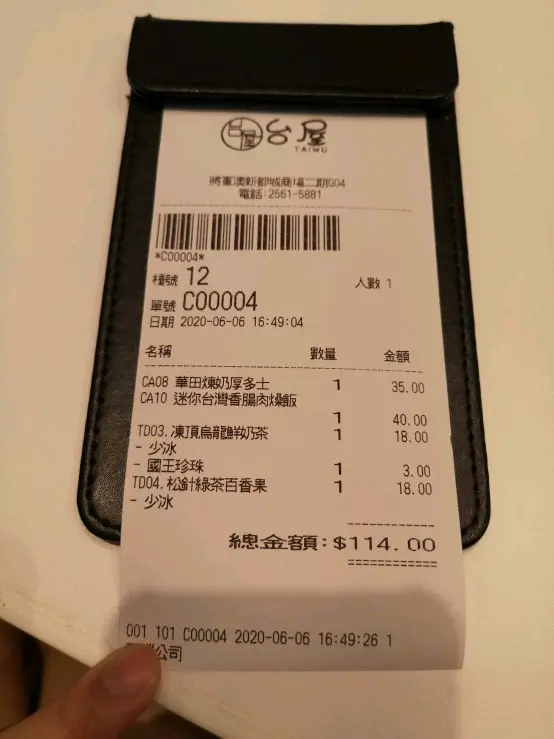 台屋
TAIWU
將軍澳新都城商場二期G04
電話:2561-5881
*C00004*
檯號 12 人數 1
單號 C00004
日期 2020-06-06 16:49:04
名稱 數量 金額
CA08 華田煉奶厚多士 1 35.00
CA10 迷你台灣香腸肉燥飯
1 40.00
TD03.凍頂烏龍鮮奶茶 1 18.00
- 少冰
- 國王珍珠 1 3.00
TD04.松針綠茶百香果 1 18.00
- 少冰
總金額:$114.00
001 101 C00004 2020-06-06 16:49:26 1
公司